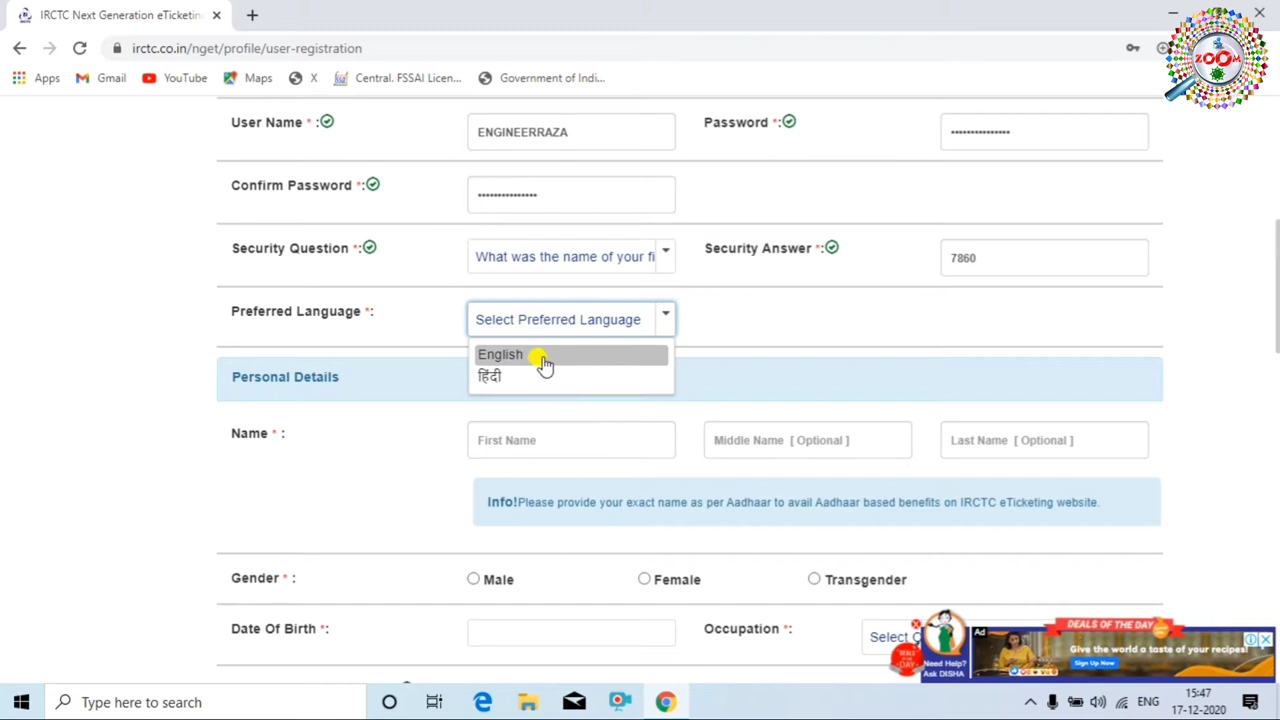 IRCTC Next Generation eTicketin
irctc.co.in/nget/profile/user-registration
Apps Gmail YouTube Maps X Central. FSSAI Licen... Government of Indi...
ZOOM
User Name * : ENGINEERRAZA Password * : •••••••••••••••
Confirm Password * : •••••••••••••••
Security Question * : What was the name of your fi Security Answer * : 7860
Preferred Language * : Select Preferred Language
English
हिंदी
Personal Details
Name * : First Name Middle Name [ Optional ] Last Name [ Optional ]
Info!Please provide your exact name as per Aadhaar to avail Aadhaar based benefits on IRCTC eTicketing website.
Gender * : Male Female Transgender
Date Of Birth * : Occupation * : Select
DEALS OF THE DAY
Ad
Give the world a taste of your recipes!
Sign Up Now
Need Help?
Ask DISHA
Type here to search
ENG
15:47
17-12-2020